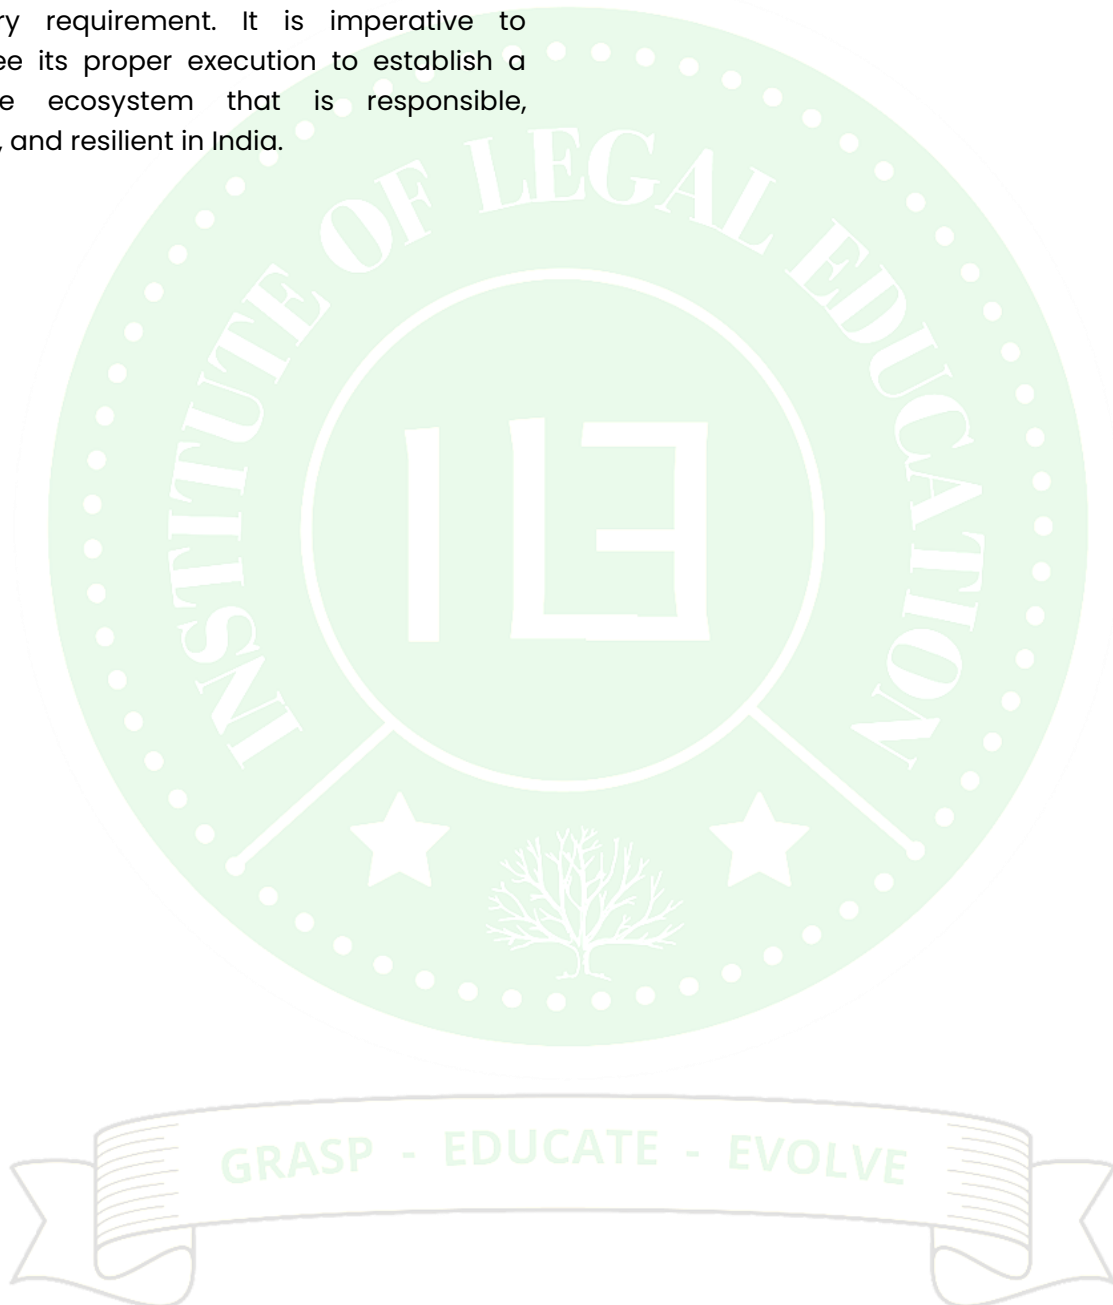 ry requirement. It is imperative to
ee its proper execution to establish a
e ecosystem that is responsible,
, and resilient in India.
INSTITUTE OF LEGAL EDUCATION
ILE
GRASP - EDUCATE - EVOLVE